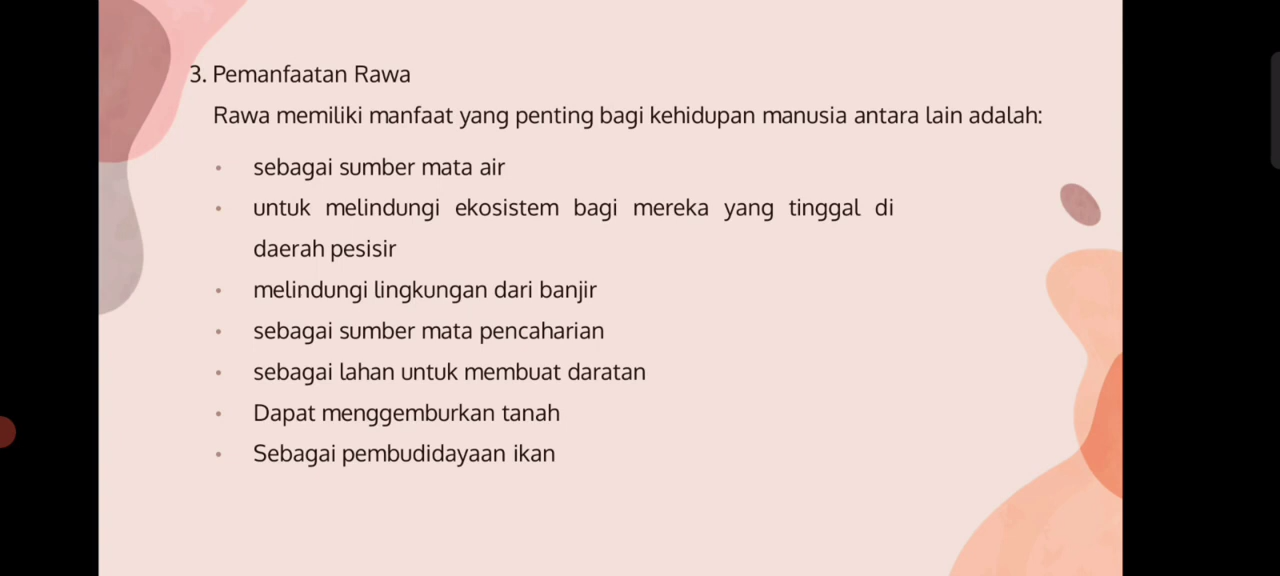 3. Pemanfaatan Rawa
Rawa memiliki manfaat yang penting bagi kehidupan manusia antara lain adalah:
• sebagai sumber mata air
• untuk melindungi ekosistem bagi mereka yang tinggal di
daerah pesisir
• melindungi lingkungan dari banjir
• sebagai sumber mata pencaharian
• sebagai lahan untuk membuat daratan
• Dapat menggemburkan tanah
• Sebagai pembudidayaan ikan